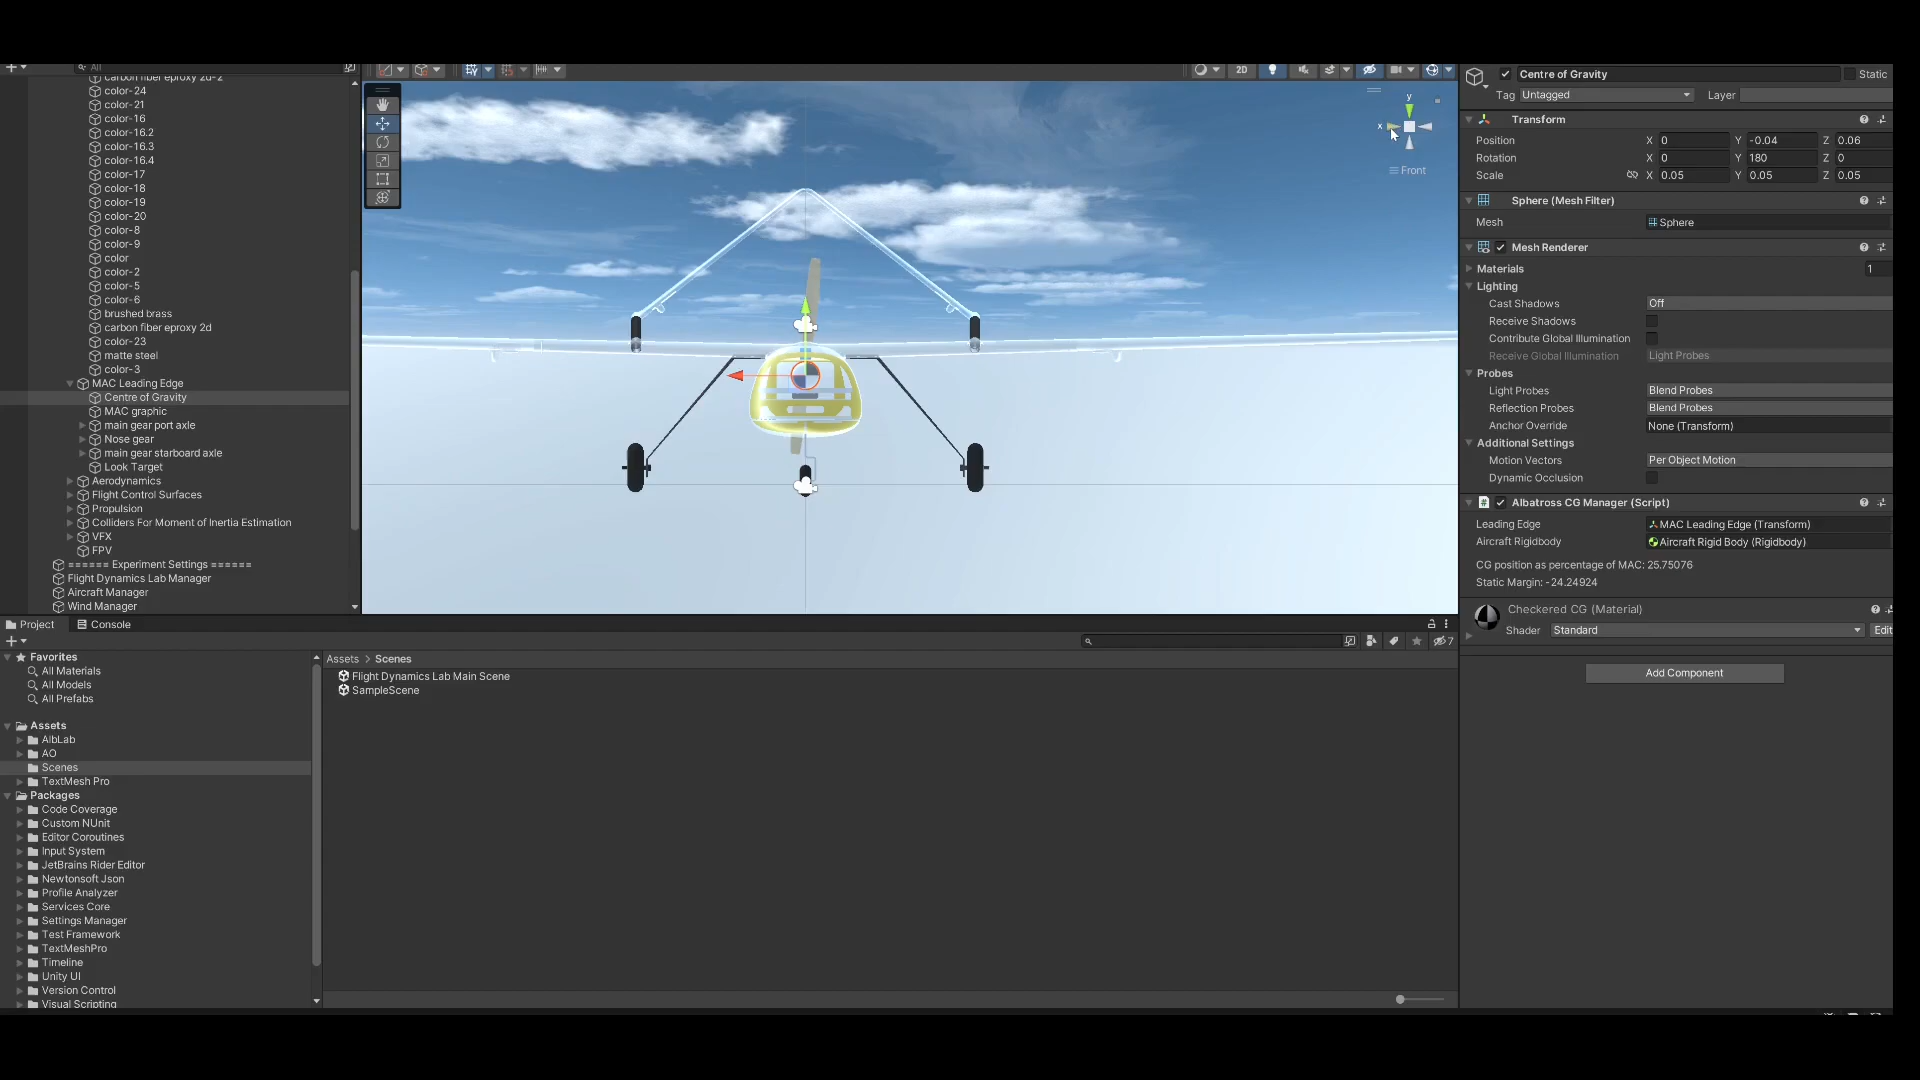 All
carbon fiber eproxy 2d-2
color-24
color-21
color-16
color-16.2
color-16.3
color-16.4
color-17
color-18
color-19
color-20
color-8
color-9
color
color-2
color-5
color-6
brushed brass
carbon fiber eproxy 2d
color-23
matte steel
color-3
MAC Leading Edge
Centre of Gravity
MAC graphic
main gear port axle
Nose gear
main gear starboard axle
Look Target
Aerodynamics
Flight Control Surfaces
Propulsion
Colliders For Moment of Inertia Estimation
VFX
FPV
====== Experiment Settings ======
Flight Dynamics Lab Manager
Aircraft Manager
Wind Manager
2D
y
x
Front
Centre of Gravity
Static
Tag Untagged Layer
Transform
Position X 0 Y -0.04 Z 0.06
Rotation X 0 Y 180 Z 0
Scale X 0.05 Y 0.05 Z 0.05
Sphere (Mesh Filter)
Mesh Sphere
Mesh Renderer
Materials 1
Lighting
Cast Shadows Off
Receive Shadows
Contribute Global Illumination
Receive Global Illumination Light Probes
Probes
Light Probes Blend Probes
Reflection Probes Blend Probes
Anchor Override None (Transform)
Additional Settings
Motion Vectors Per Object Motion
Dynamic Occlusion
Albatross CG Manager (Script)
Leading Edge MAC Leading Edge (Transform)
Aircraft Rigidbody Aircraft Rigid Body (Rigidbody)
CG position as percentage of MAC: 25.75076
Static Margin: -24.24924
Checkered CG (Material)
Shader Standard Edit
Add Component
Project Console
7
Favorites
All Materials
All Models
All Prefabs
Assets
AlbLab
AO
Scenes
TextMesh Pro
Packages
Code Coverage
Custom NUnit
Editor Coroutines
Input System
JetBrains Rider Editor
Newtonsoft Json
Profile Analyzer
Services Core
Settings Manager
Test Framework
TextMeshPro
Timeline
Unity UI
Version Control
Visual Scripting
Assets > Scenes
Flight Dynamics Lab Main Scene
SampleScene